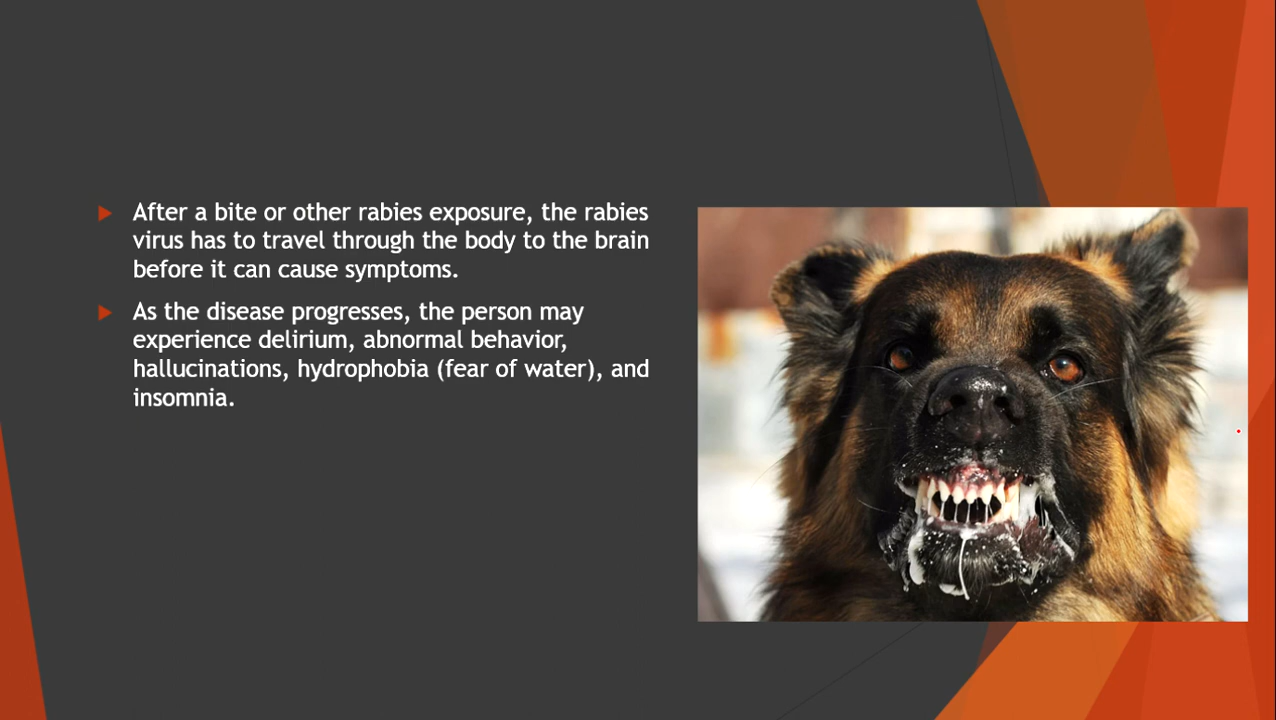 After a bite or other rabies exposure, the rabies
virus has to travel through the body to the brain
before it can cause symptoms.
As the disease progresses, the person may
experience delirium, abnormal behavior,
hallucinations, hydrophobia (fear of water), and
insomnia.